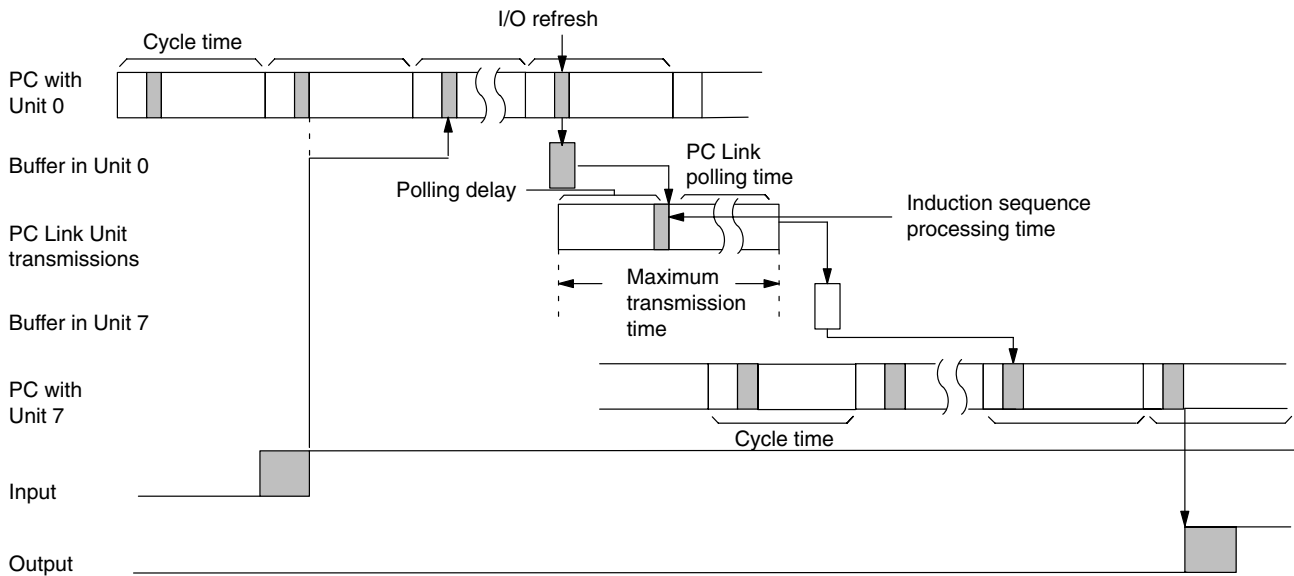 I/O refresh
Cycle time
PC with
Unit 0
Buffer in Unit 0
PC Link
polling time
Polling delay
Induction sequence
processing time
PC Link Unit
transmissions
Maximum
transmission
time
Buffer in Unit 7
PC with
Unit 7
Cycle time
Input
Output